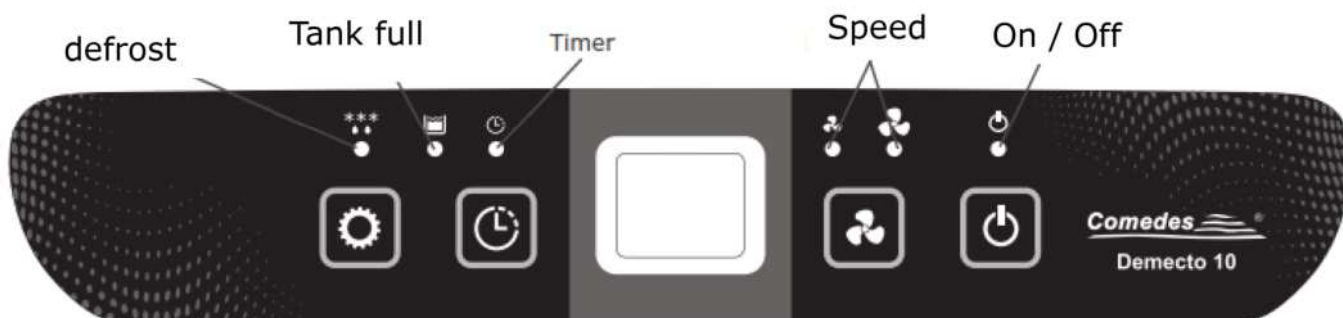 defrost
Tank full
Timer
Speed
On / Off
Comedes®
Demecto 10